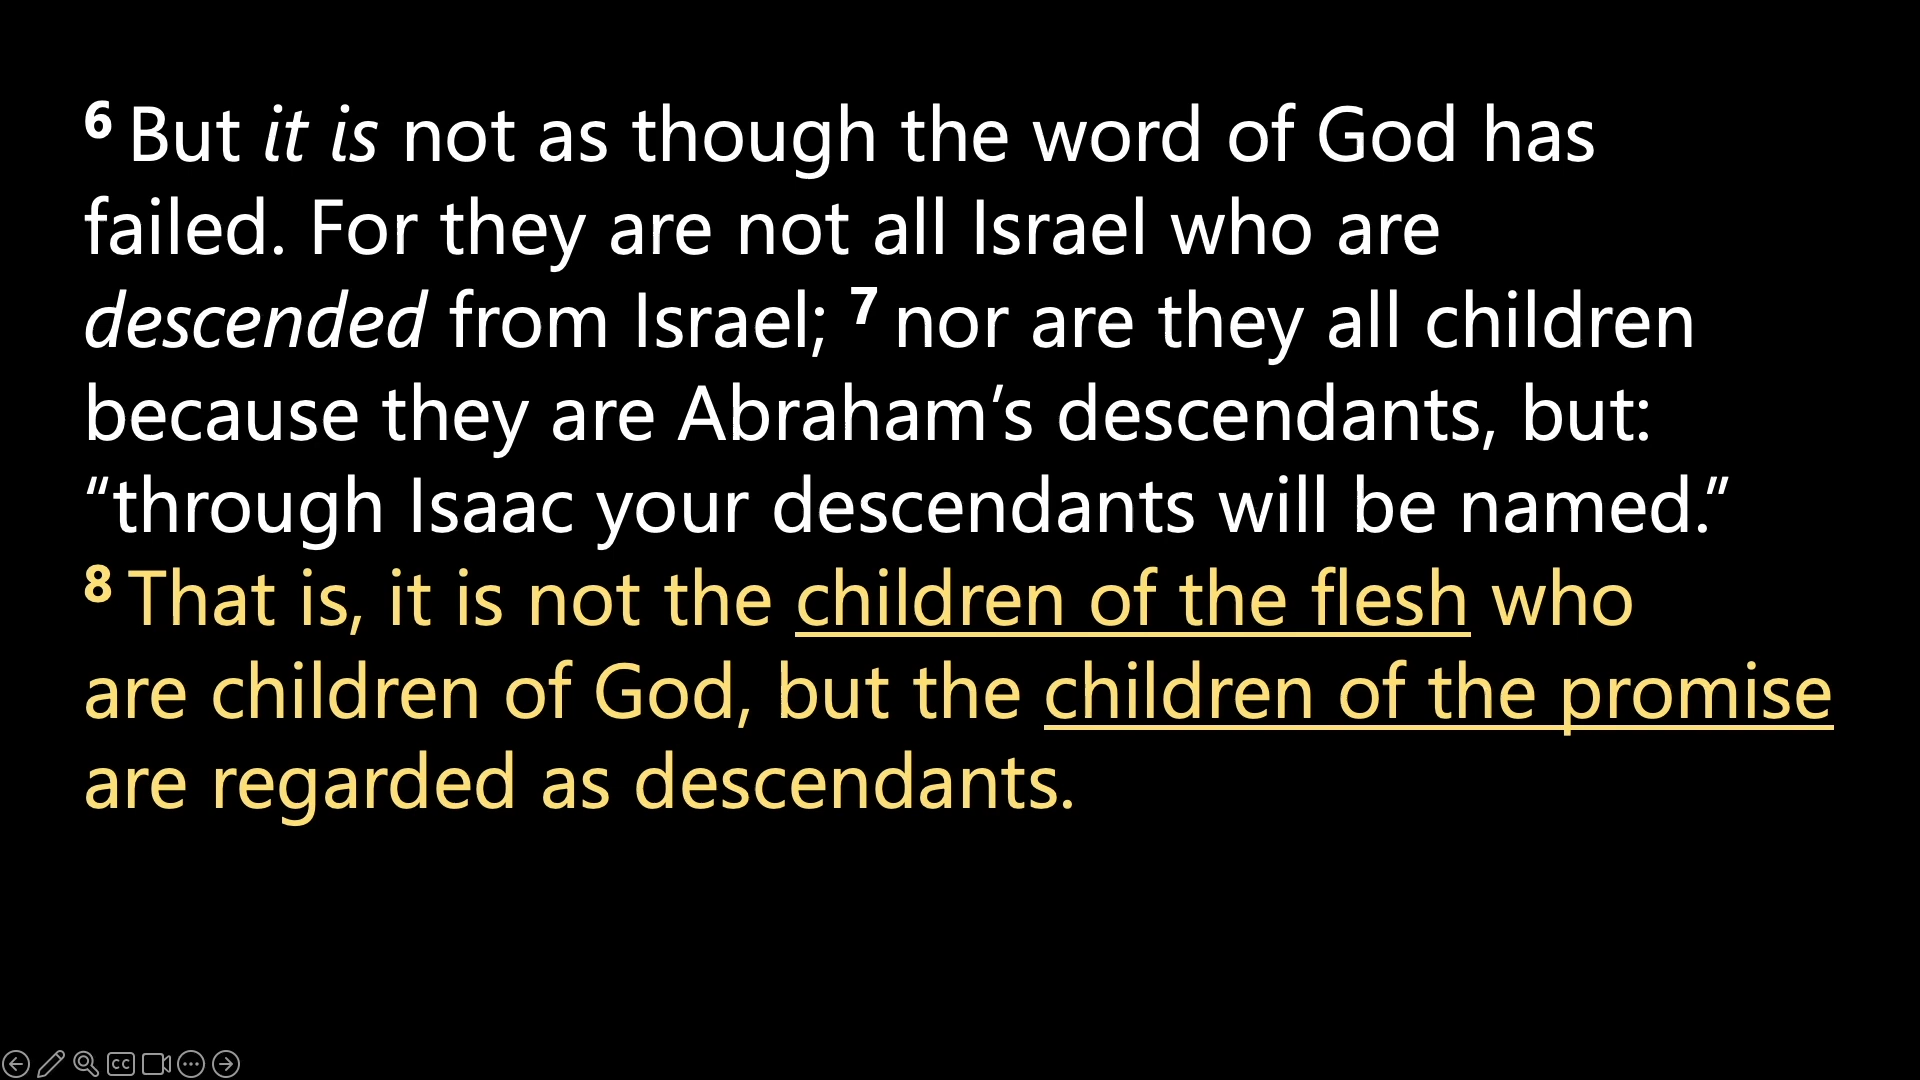 6 But it is not as though the word of God has
failed. For they are not all Israel who are
descended from Israel; 7 nor are they all children
because they are Abraham’s descendants, but:
“through Isaac your descendants will be named.”
8 That is, it is not the children of the flesh who
are children of God, but the children of the promise
are regarded as descendants.
CC